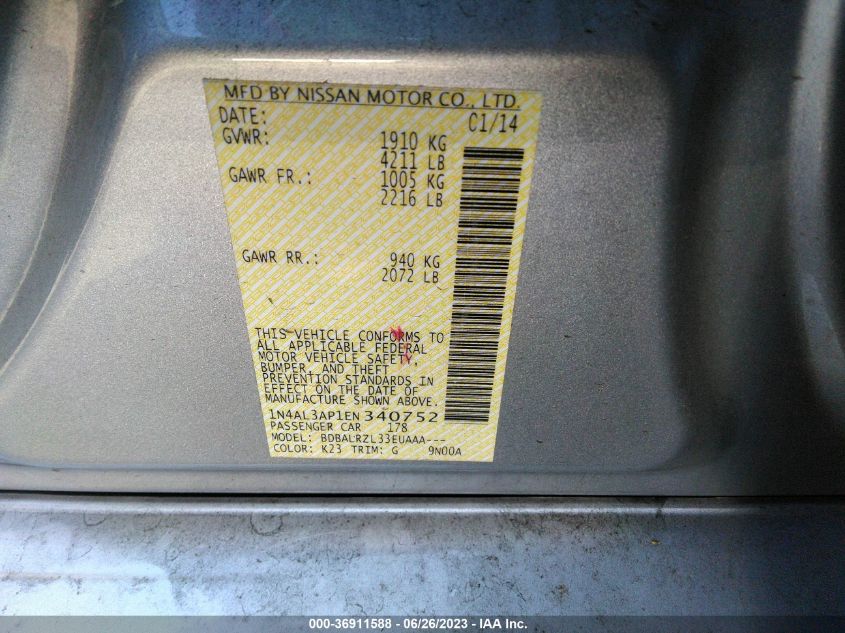 MFD BY NISSAN MOTOR CO., LTD.
DATE: C1/14
GVWR: 1910 KG
4211 LB
GAWR FR.: 1005 KG
2216 LB
GAWR RR.: 940 KG
2072 LB
THIS VEHICLE CONFORMS TO
ALL APPLICABLE FEDERAL
MOTOR VEHICLE SAFETY,
BUMPER, AND THEFT
PREVENTION STANDARDS IN
EFFECT ON THE DATE OF
MANUFACTURE SHOWN ABOVE.
1N4AL3AP1EN340752
PASSENGER CAR 178
MODEL: BDBALRZL33EUAAA---
COLOR: K23 TRIM: G 9N00A
000-36911588 - 06/26/2023 - IAA Inc.